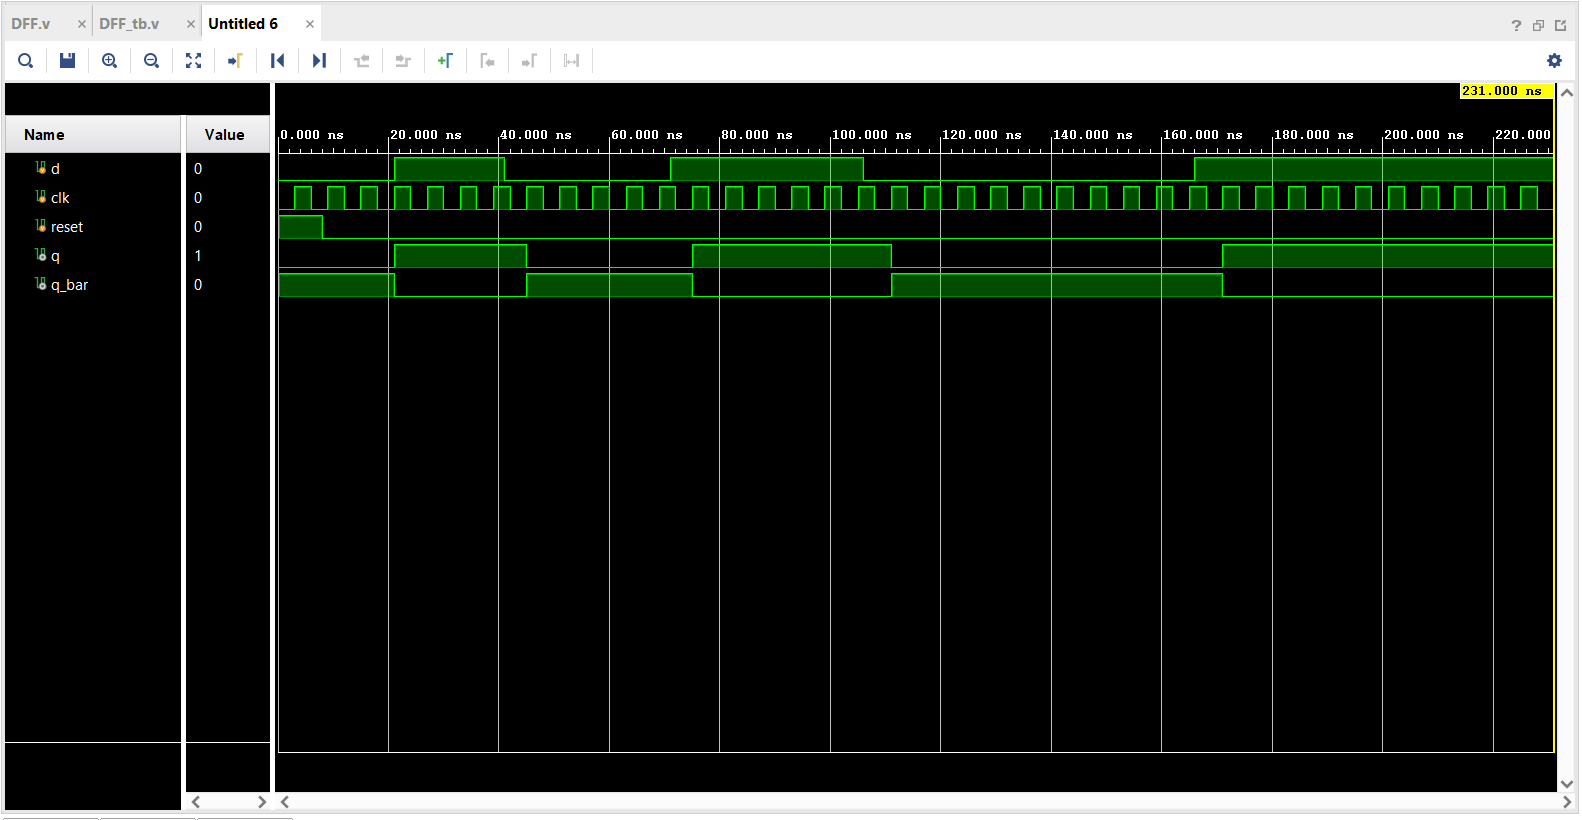 DFF.v
DFF_tb.v
Untitled 6
231.000 ns
Name
Value
0.000 ns
20.000 ns
40.000 ns
60.000 ns
80.000 ns
100.000 ns
120.000 ns
140.000 ns
160.000 ns
180.000 ns
200.000 ns
220.000
d
0
clk
0
reset
0
q
1
q_bar
0